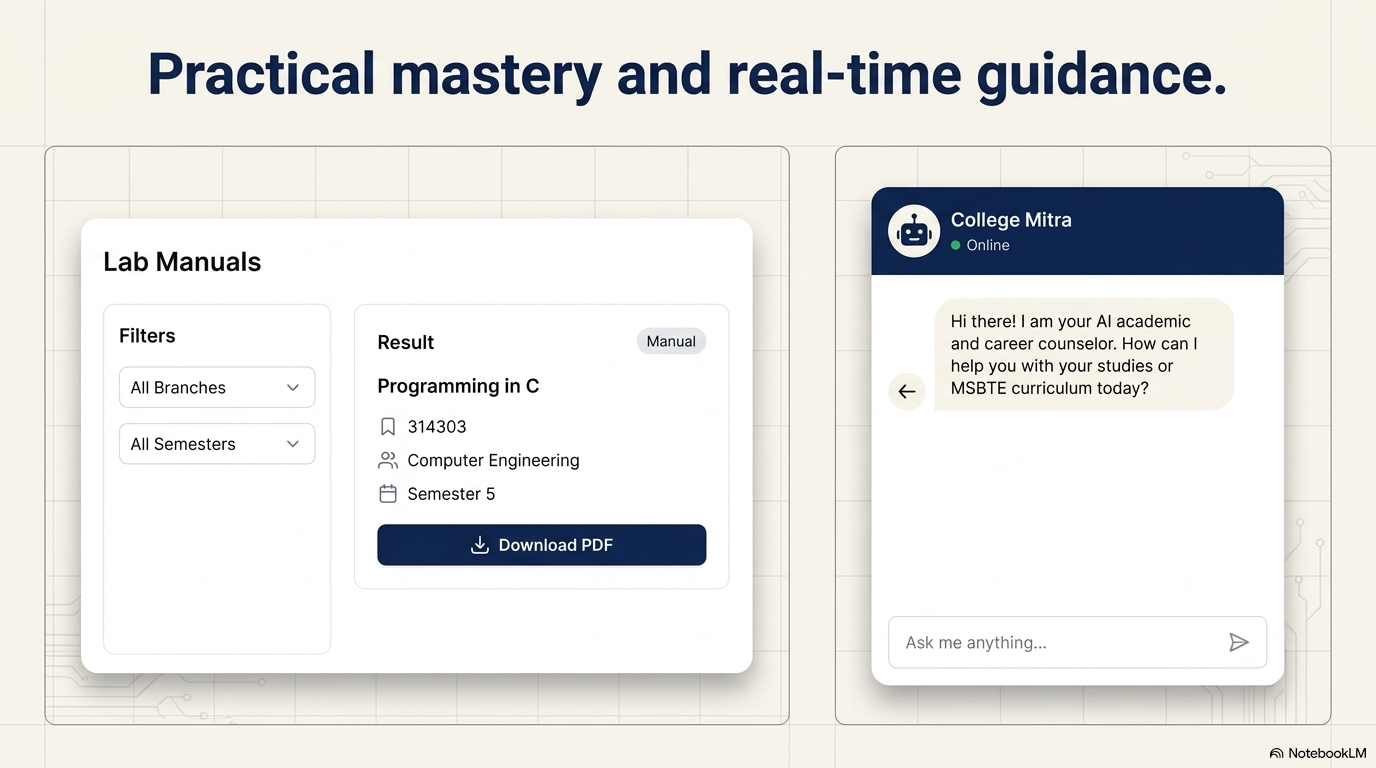 Practical mastery and real-time guidance.
Lab Manuals
Filters
All Branches
All Semesters
Result
Manual
Programming in C
314303
Computer Engineering
Semester 5
Download PDF
College Mitra
Online
Hi there! I am your AI academic
and career counselor. How can I
help you with your studies or
MSBTE curriculum today?
Ask me anything...
NotebookLM